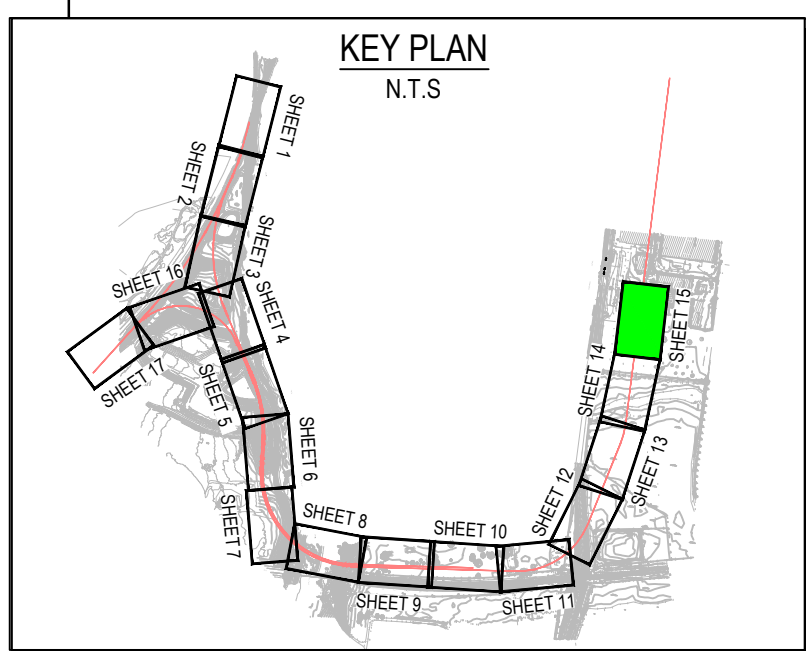 KEY PLAN
N.T.S
SHEET 1
SHEET 2
SHEET 3
SHEET 4
SHEET 16
SHEET 17
SHEET 5
SHEET 6
SHEET 7
SHEET 8
SHEET 9
SHEET 10
SHEET 11
SHEET 12
SHEET 13
SHEET 14
SHEET 15